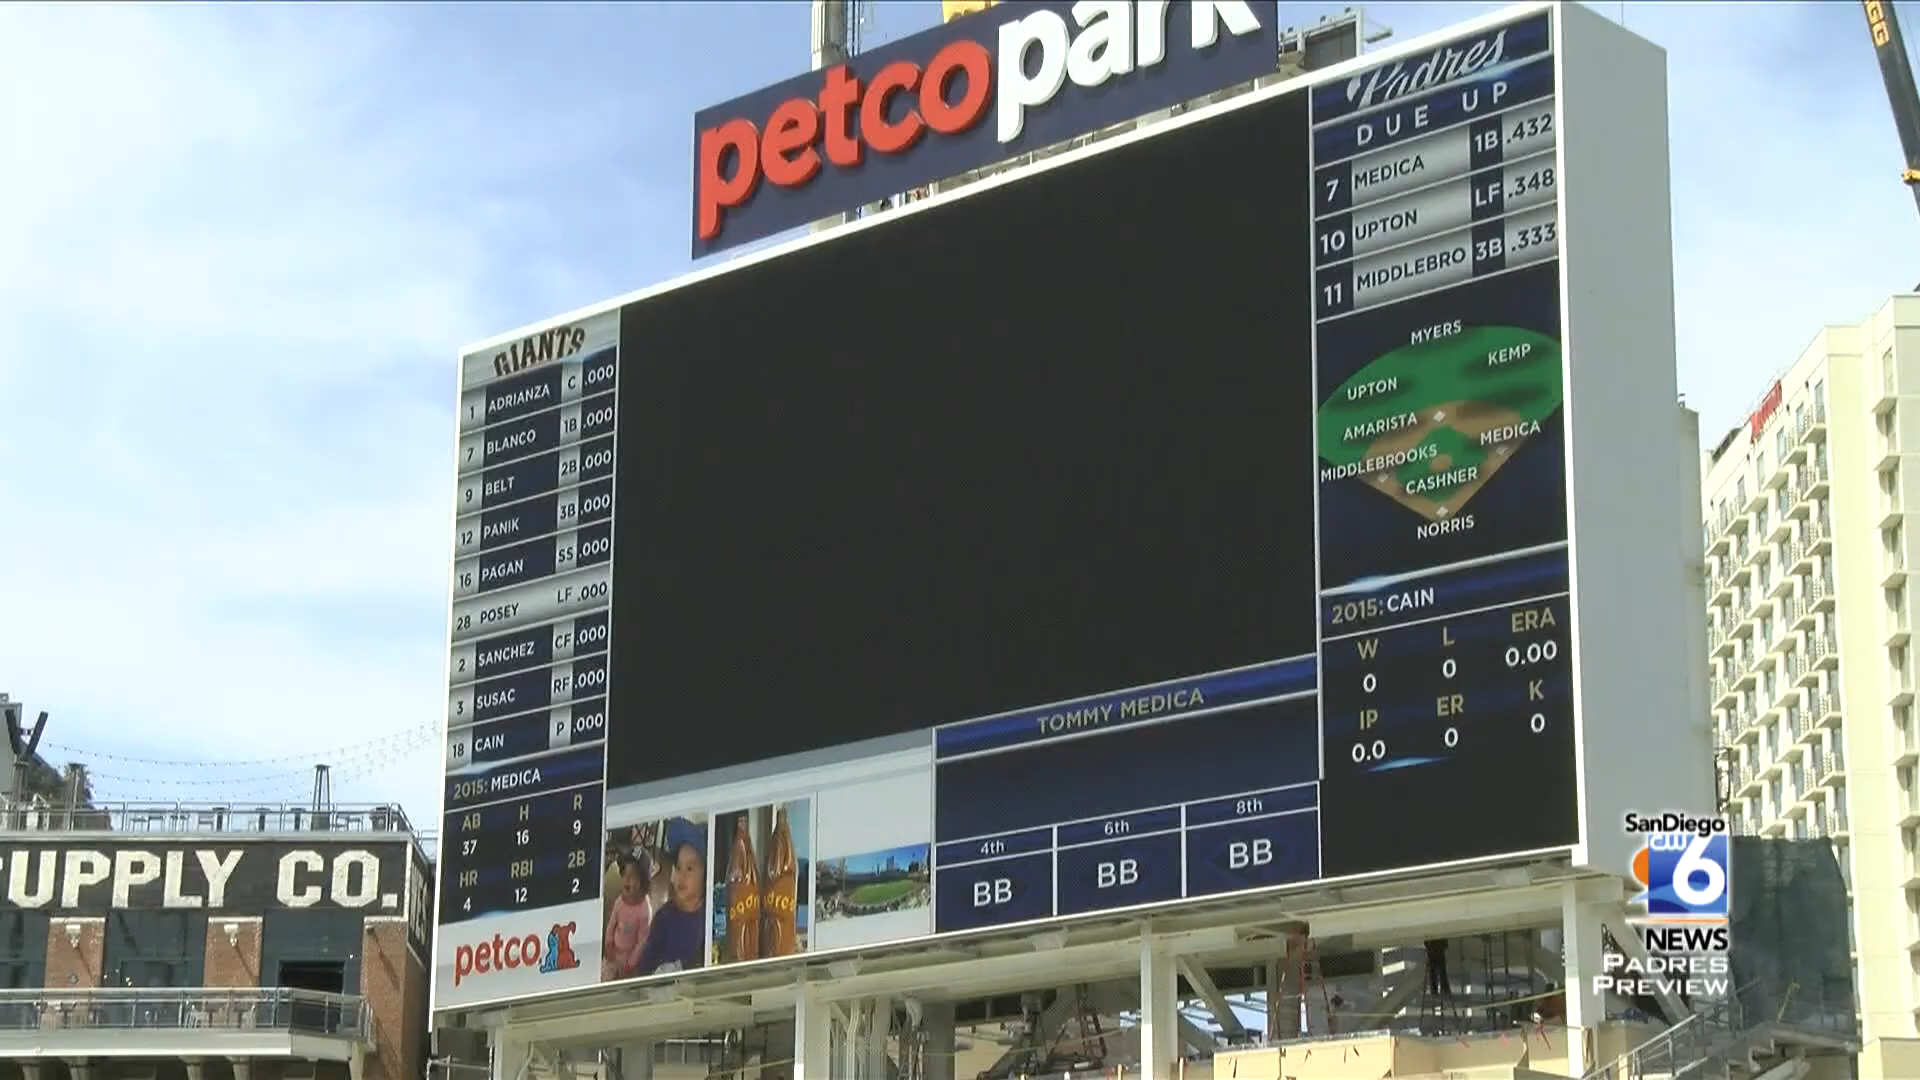 petcopark
GIANTS
1 ADRIANZA C .000
7 BLANCO 1B .000
9 BELT 2B .000
12 PANIK 3B .000
16 PAGAN SS .000
28 POSEY LF .000
2 SANCHEZ CF .000
3 SUSAC RF .000
18 CAIN P .000
2015: MEDICA
AB H R
37 16 9
HR RBI 2B
4 12 2
petco
TOMMY MEDICA
4th 6th 8th
BB BB BB
Padres
DUE UP
7 MEDICA 1B .432
10 UPTON LF .348
11 MIDDLEBRO 3B .333
MYERS
KEMP
UPTON
AMARISTA
MEDICA
MIDDLEBROOKS
CASHNER
NORRIS
2015: CAIN
W L ERA
0 0 0.00
IP ER K
0.0 0 0
UPPLY CO.
SanDiego
CW
6
NEWS
PADRES
PREVIEW